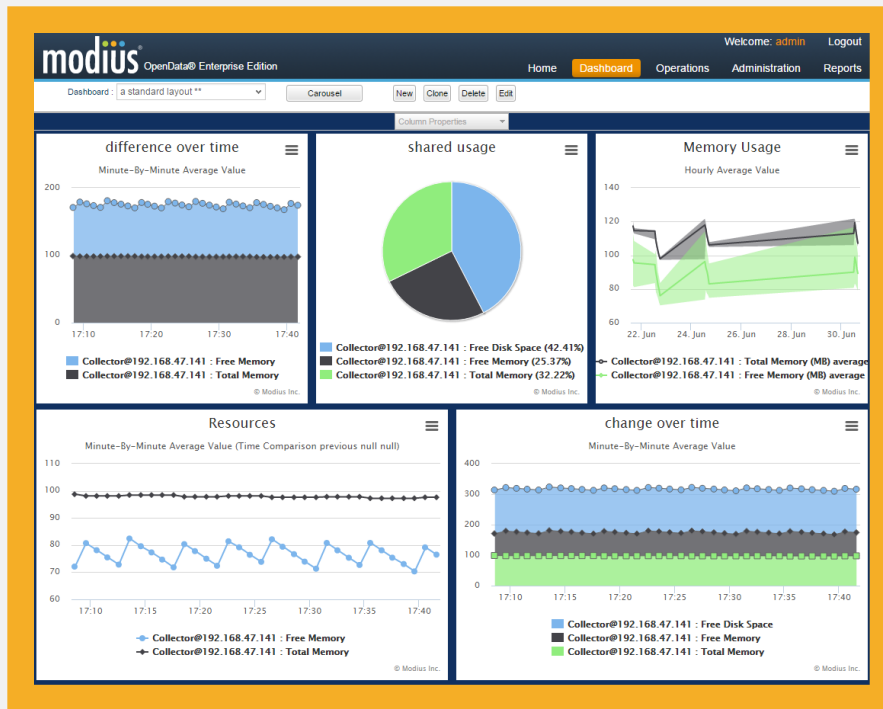 Welcome: admin Logout
modius® OpenData® Enterprise Edition
Home Dashboard Operations Administration Reports
Dashboard : a standard layout ** Carousel New Clone Delete Edit
Column Properties
difference over time
Minute-By-Minute Average Value
200
100
0
17:10 17:20 17:30 17:40
Collector@192.168.47.141 : Free Memory
Collector@192.168.47.141 : Total Memory
© Modius Inc.
shared usage
Collector@192.168.47.141 : Free Disk Space (42.41%)
Collector@192.168.47.141 : Free Memory (25.37%)
Collector@192.168.47.141 : Total Memory (32.22%)
© Modius Inc.
Memory Usage
Hourly Average Value
140
120
100
80
60
22. Jun 24. Jun 26. Jun 28. Jun 30. Jun
Collector@192.168.47.141 : Total Memory (MB) average
Collector@192.168.47.141 : Free Memory (MB) average
© Modius Inc.
Resources
Minute-By-Minute Average Value (Time Comparison previous null null)
110
100
90
80
70
60
17:10 17:15 17:20 17:25 17:30 17:35 17:40
Collector@192.168.47.141 : Free Memory
Collector@192.168.47.141 : Total Memory
© Modius Inc.
change over time
Minute-By-Minute Average Value
400
300
200
100
0
17:10 17:15 17:20 17:25 17:30 17:35 17:40
Collector@192.168.47.141 : Free Disk Space
Collector@192.168.47.141 : Free Memory
Collector@192.168.47.141 : Total Memory
© Modius Inc.